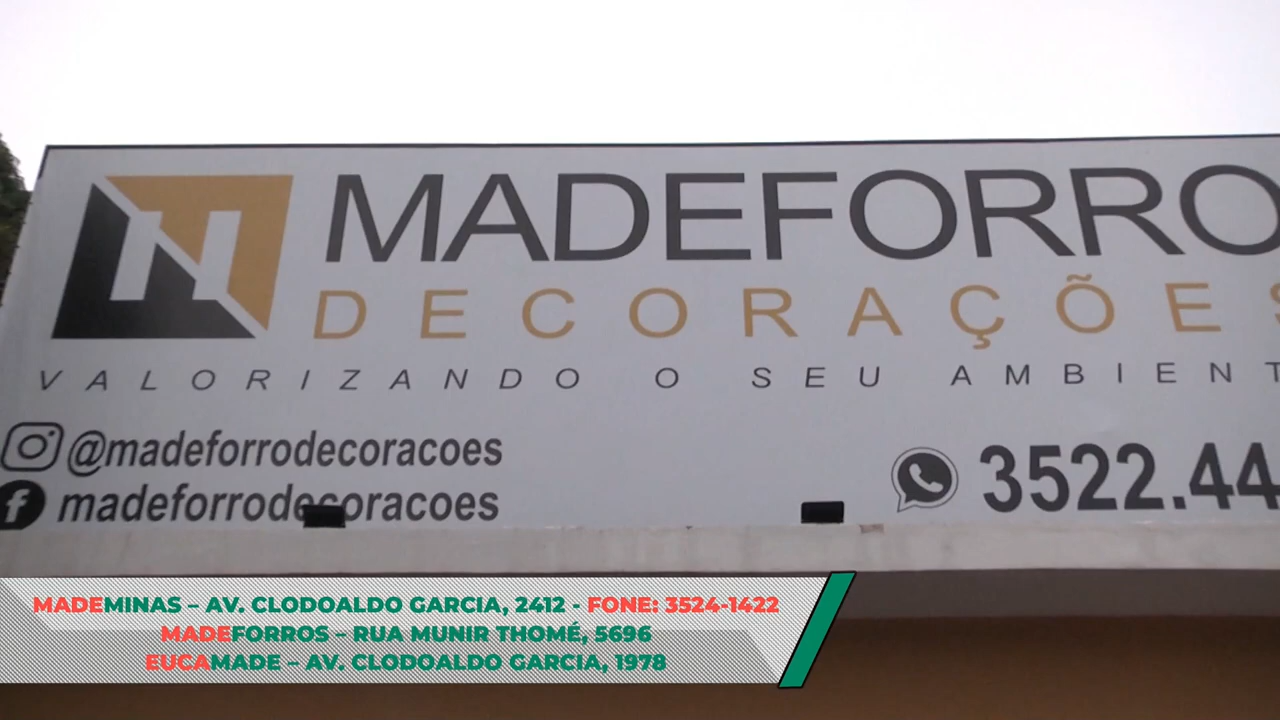 MADEFORRO
DECORAÇÕES
VALORIZANDO O SEU AMBIENT
@madeforrodecoracoes
madeforrodecoracoes
3522.44
MADEMINAS – AV. CLODOALDO GARCIA, 2412 - FONE: 3524-1422
MADEFORROS – RUA MUNIR THOMÉ, 5696
EUCAMADE – AV. CLODOALDO GARCIA, 1978